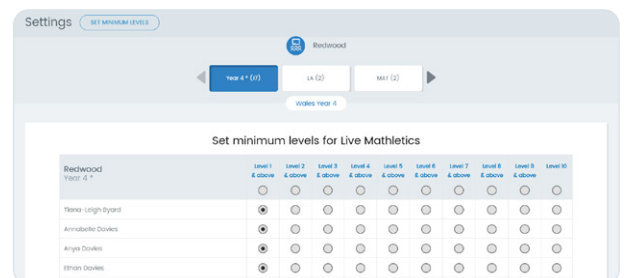 Settings SET MINIMUM LEVELS
Redwood
Year 4 * (17) LA (2) MAT (2)
Wales Year 4
Set minimum levels for Live Mathletics
Redwood Level 1 Level 2 Level 3 Level 4 Level 5 Level 6 Level 7 Level 8 Level 9 Level 10
Year 4 * & above & above & above & above & above & above & above & above & above
Tiana-Leigh Byard
Annabelle Davies
Anya Davies
Ethan Davies